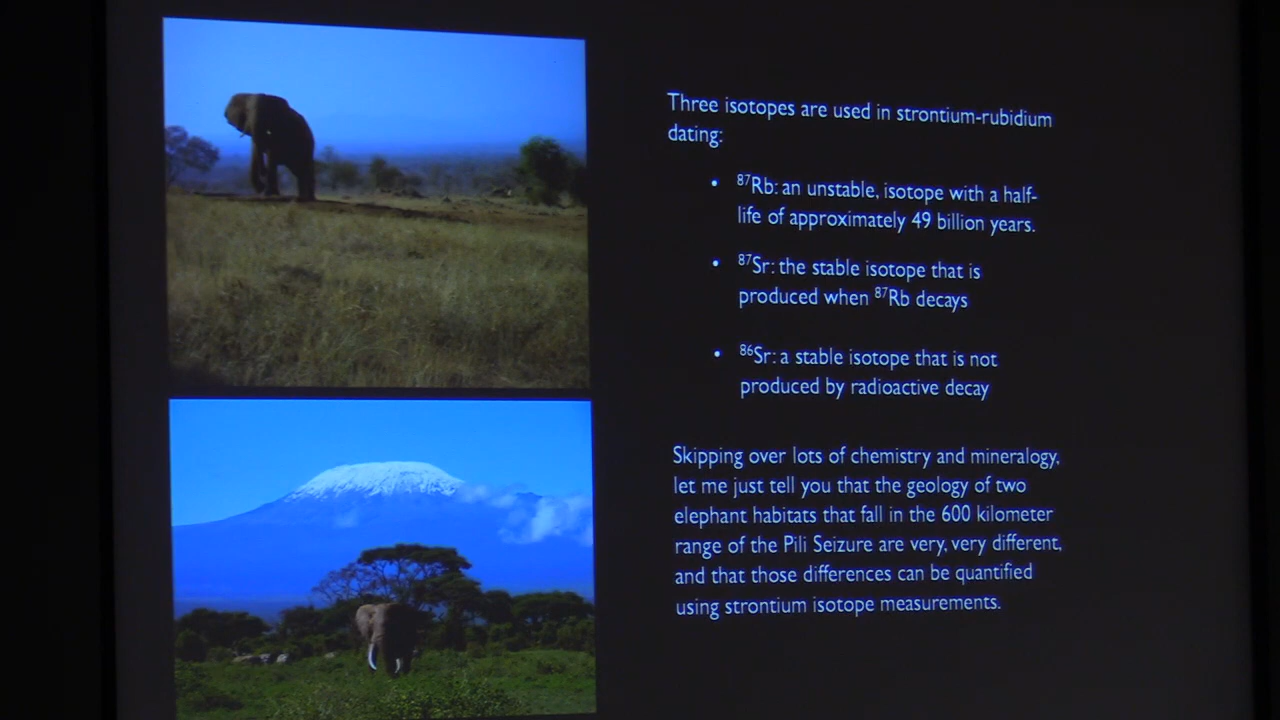 Three isotopes are used in strontium-rubidium
dating:
• ⁸⁷Rb: an unstable, isotope with a half-
life of approximately 49 billion years.
• ⁸⁷Sr: the stable isotope that is
produced when ⁸⁷Rb decays
• ⁸⁶Sr: a stable isotope that is not
produced by radioactive decay
Skipping over lots of chemistry and mineralogy,
let me just tell you that the geology of two
elephant habitats that fall in the 600 kilometer
range of the Pili Seizure are very, very different,
and that those differences can be quantified
using strontium isotope measurements.